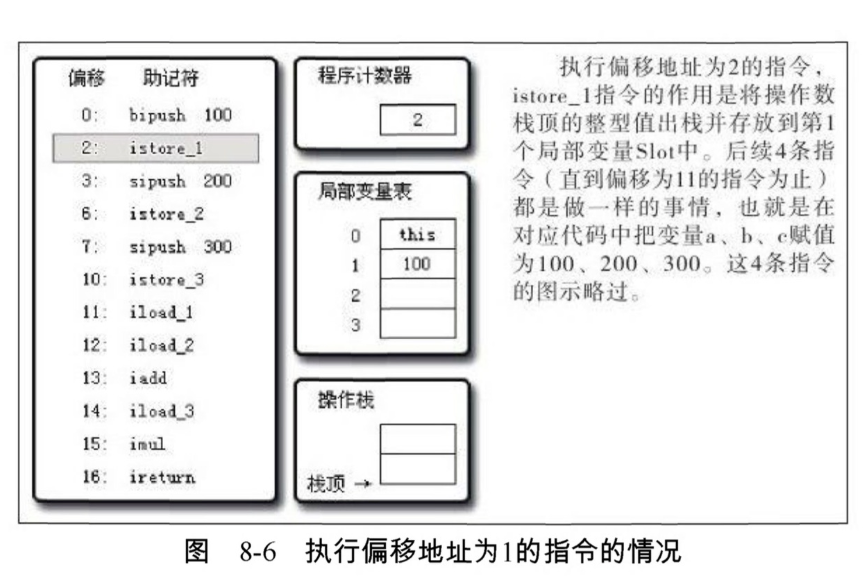 偏移 助记符
0: bipush 100
2: istore_1
3: sipush 200
6: istore_2
7: sipush 300
10: istore_3
11: iload_1
12: iload_2
13: iadd
14: iload_3
15: imul
16: ireturn
程序计数器
2
局部变量表
0 this
1 100
2
3
操作栈
栈顶 →
执行偏移地址为2的指令，
istore_1指令的作用是将操作数
栈顶的整型值出栈并存放到第1
个局部变量Slot中。后续4条指
令（直到偏移为11的指令为止）
都是做一样的事情，也就是在
对应代码中把变量a、b、c赋值
为100、200、300。这4条指令
的图示略过。
图 8-6 执行偏移地址为1的指令的情况